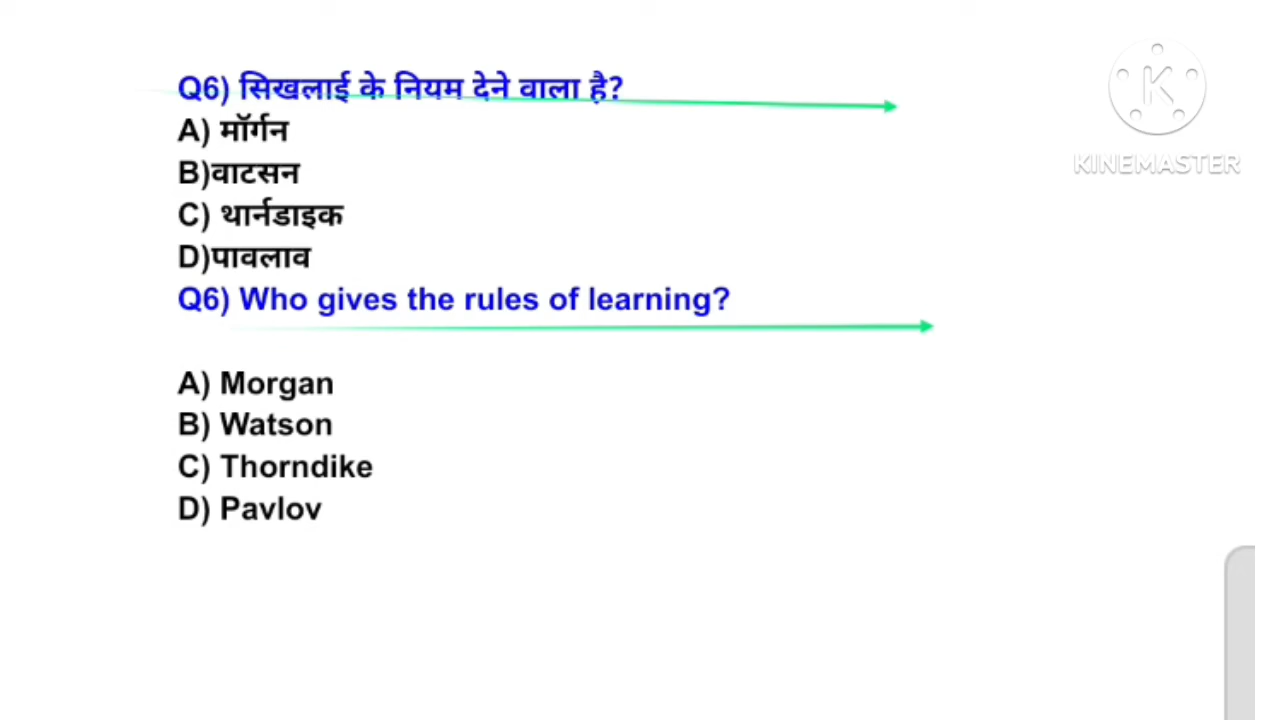 Q6) सिखलाई के नियम देने वाला है?
A) मॉर्गन
B)वाटसन
C) थार्नडाइक
D)पावलाव
Q6) Who gives the rules of learning?
A) Morgan
B) Watson
C) Thorndike
D) Pavlov
K
KINEMASTER